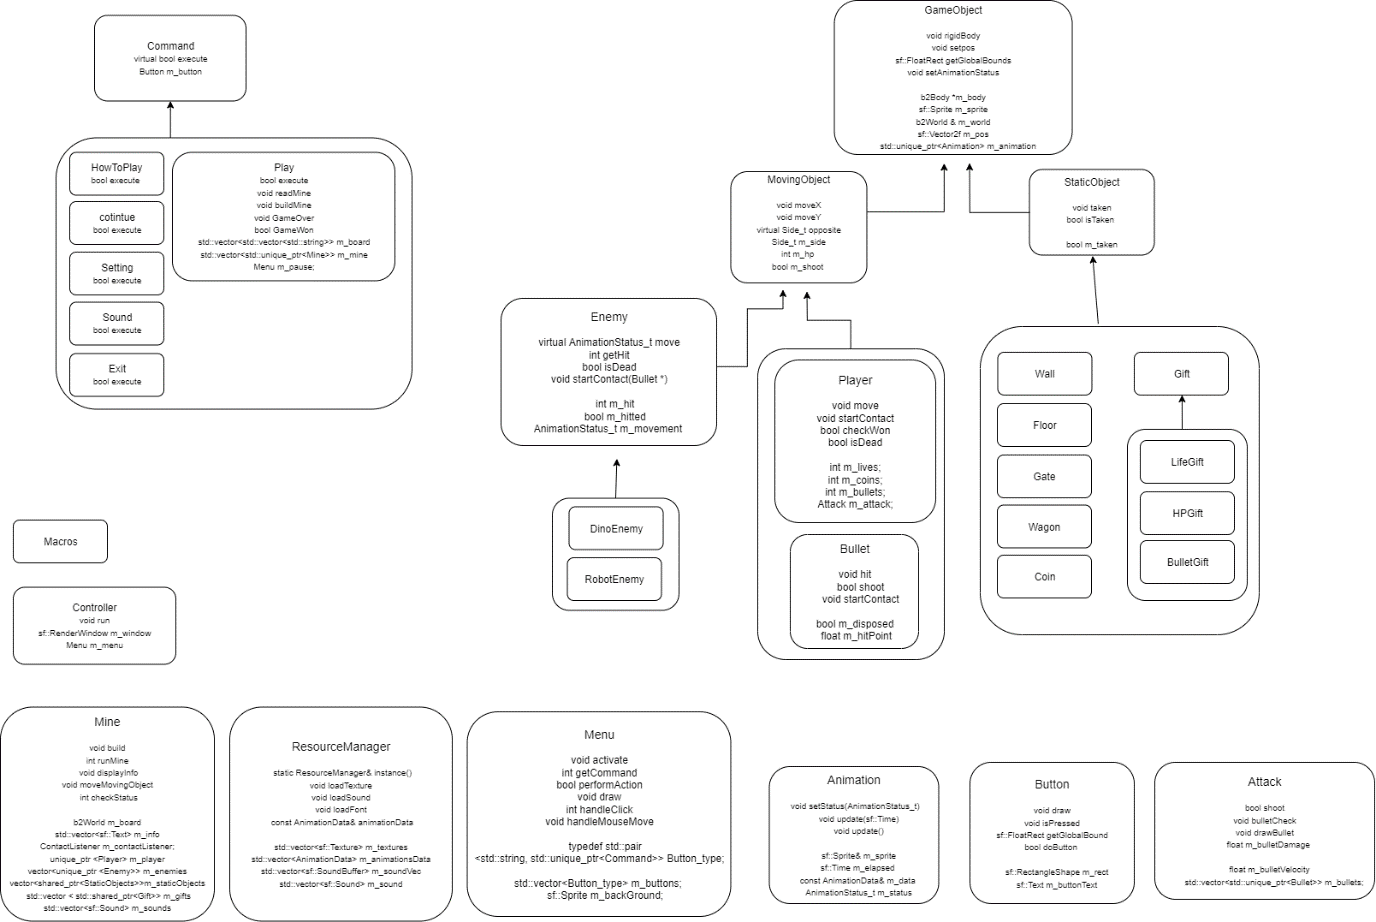 Command
virtual bool execute
Button m_button
HowToPlay
bool execute
cotintue
bool execute
Setting
bool execute
Sound
bool execute
Exit
bool execute
Play
bool execute
void readMine
void buildMine
void GameOver
bool GameWon
std::vector<std::vector<std::string>> m_board
std::vector<std::unique_ptr<Mine>> m_mine
Menu m_pause;
GameObject
void rigidBody
void setpos
sf::FloatRect getGlobalBounds
void setAnimationStatus
b2Body *m_body
sf::Sprite m_sprite
b2World & m_world
sf::Vector2f m_pos
std::unique_ptr<Animation> m_animation
MovingObject
void moveX
void moveY
virtual Side_t opposite
Side_t m_side
int m_hp
bool m_shoot
StaticObject
void taken
bool isTaken
bool m_taken
Enemy
virtual AnimationStatus_t move
int getHit
bool isDead
void startContact(Bullet *)
int m_hit
bool m_hitted
AnimationStatus_t m_movement
DinoEnemy
RobotEnemy
Player
void move
void startContact
bool checkWon
bool isDead
int m_lives;
int m_coins;
int m_bullets;
Attack m_attack;
Bullet
void hit
bool shoot
void startContact
bool m_disposed
float m_hitPoint
Wall
Floor
Gate
Wagon
Coin
Gift
LifeGift
HPGift
BulletGift
Macros
Controller
void run
sf::RenderWindow m_window
Menu m_menu
Mine
void build
int runMine
void displayInfo
void moveMovingObject
int checkStatus
b2World m_board
std::vector<sf::Text> m_info
ContactListener m_contactListener;
unique_ptr <Player> m_player
vector<unique_ptr <Enemy>> m_enemies
vector<shared_ptr<StaticObjects>>m_staticObjects
std::vector < std::shared_ptr<Gift>> m_gifts
std::vector<sf::Sound> m_sounds
ResourceManager
static ResourceManager& instance()
void loadTexture
void loadSound
void loadFont
const AnimationData& animationData
std::vector<sf::Texture> m_textures
std::vector<AnimationData> m_animationsData
std::vector<sf::SoundBuffer> m_soundVec
std::vector<sf::Sound> m_sound
Menu
void activate
int getCommand
bool performAction
void draw
int handleClick
void handleMouseMove
typedef std::pair
<std::string, std::unique_ptr<Command>> Button_type;
std::vector<Button_type> m_buttons;
sf::Sprite m_backGround;
Animation
void setStatus(AnimationStatus_t)
void update(sf::Time)
void update()
sf::Sprite& m_sprite
sf::Time m_elapsed
const AnimationData& m_data
AnimationStatus_t m_status
Button
void draw
void isPressed
sf::FloatRect getGlobalBound
bool doButton
sf::RectangleShape m_rect
sf::Text m_buttonText
Attack
bool shoot
void bulletCheck
void drawBullet
float m_bulletDamage
float m_bulletVelocity
std::vector<std::unique_ptr<Bullet>> m_bullets;